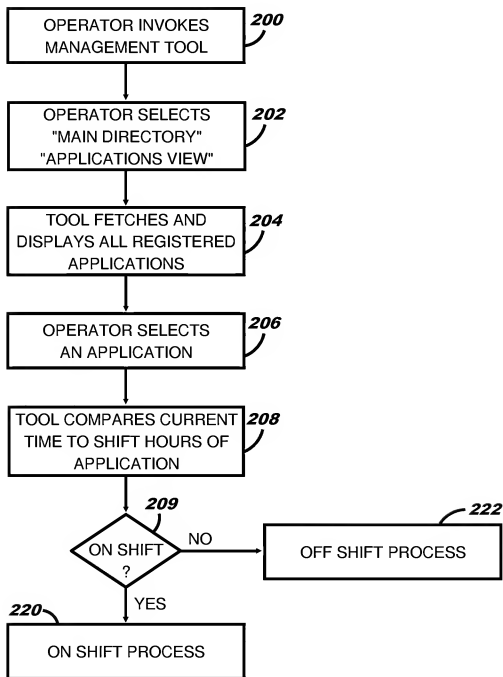 OPERATOR INVOKES
MANAGEMENT TOOL
200
OPERATOR SELECTS
"MAIN DIRECTORY"
"APPLICATIONS VIEW"
202
TOOL FETCHES AND
DISPLAYS ALL REGISTERED
APPLICATIONS
204
OPERATOR SELECTS
AN APPLICATION
206
TOOL COMPARES CURRENT
TIME TO SHIFT HOURS OF
APPLICATION
208
209
ON SHIFT
?
NO
222
OFF SHIFT PROCESS
YES
220
ON SHIFT PROCESS